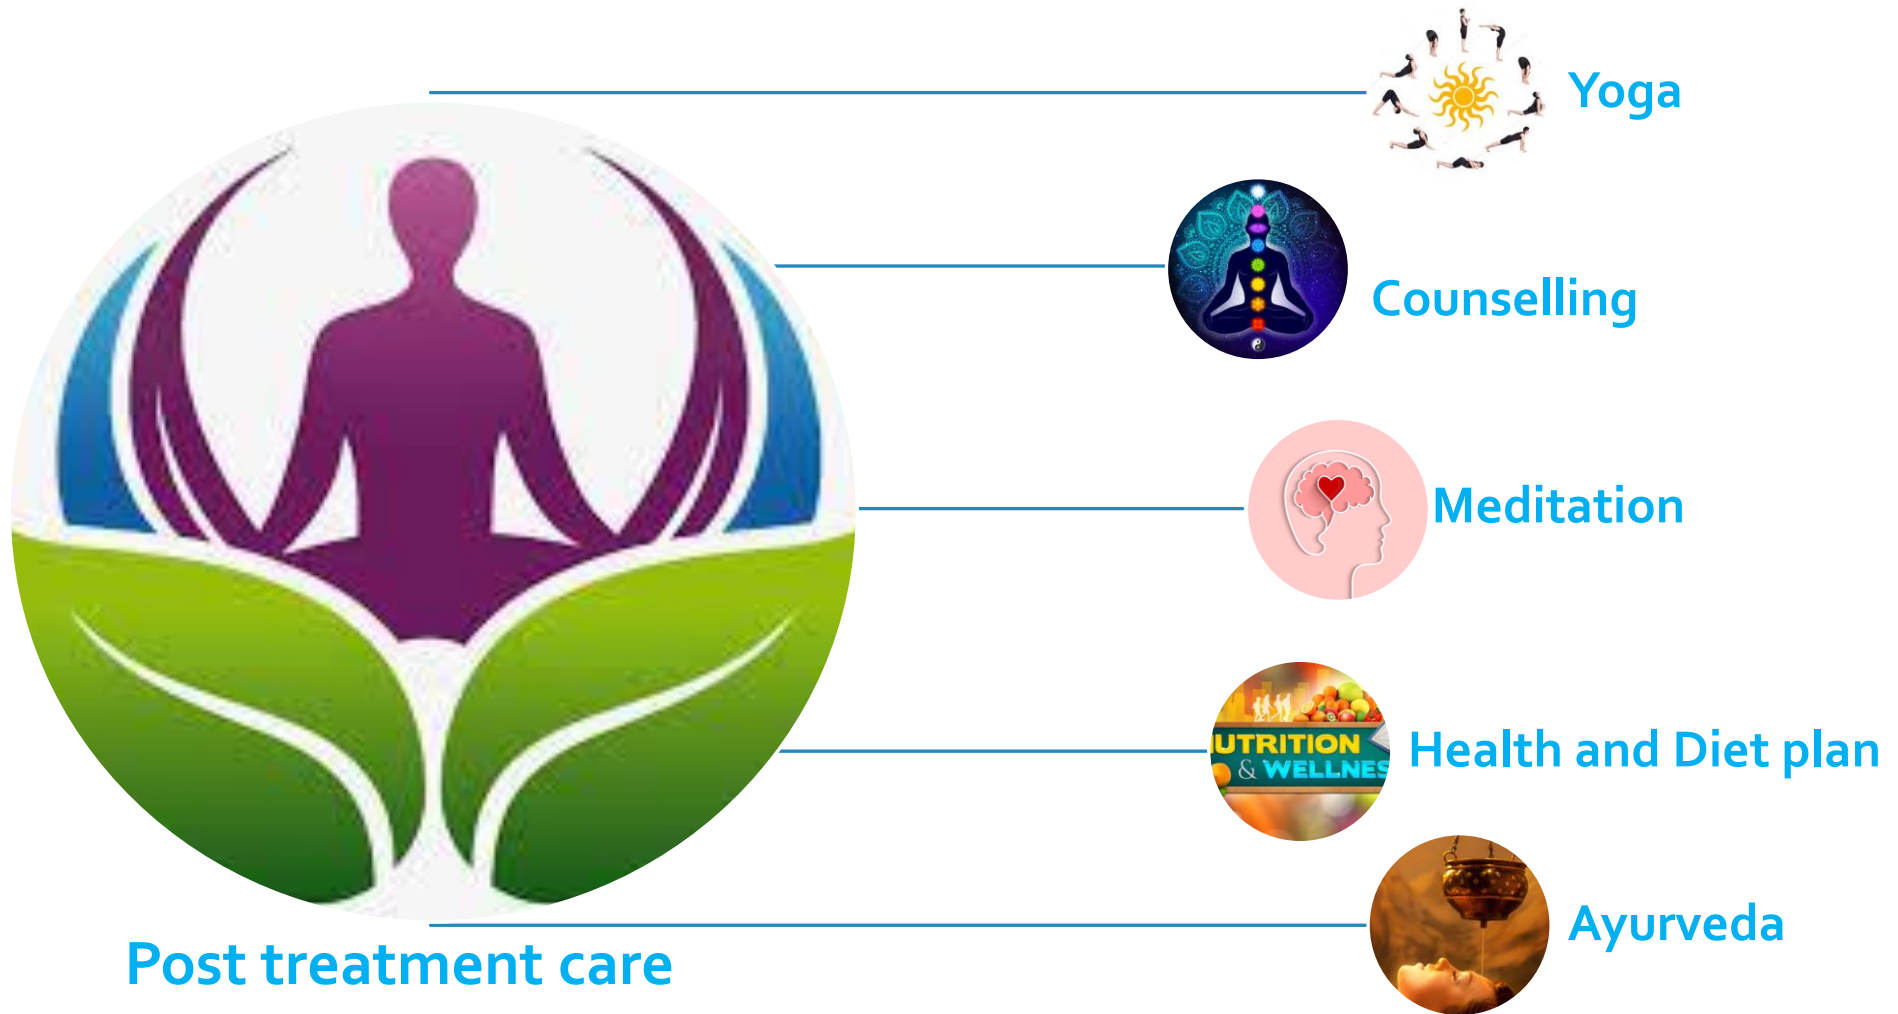 Yoga
Counselling
Meditation
UTRITION
& WELLNES
Health and Diet plan
Ayurveda
Post treatment care